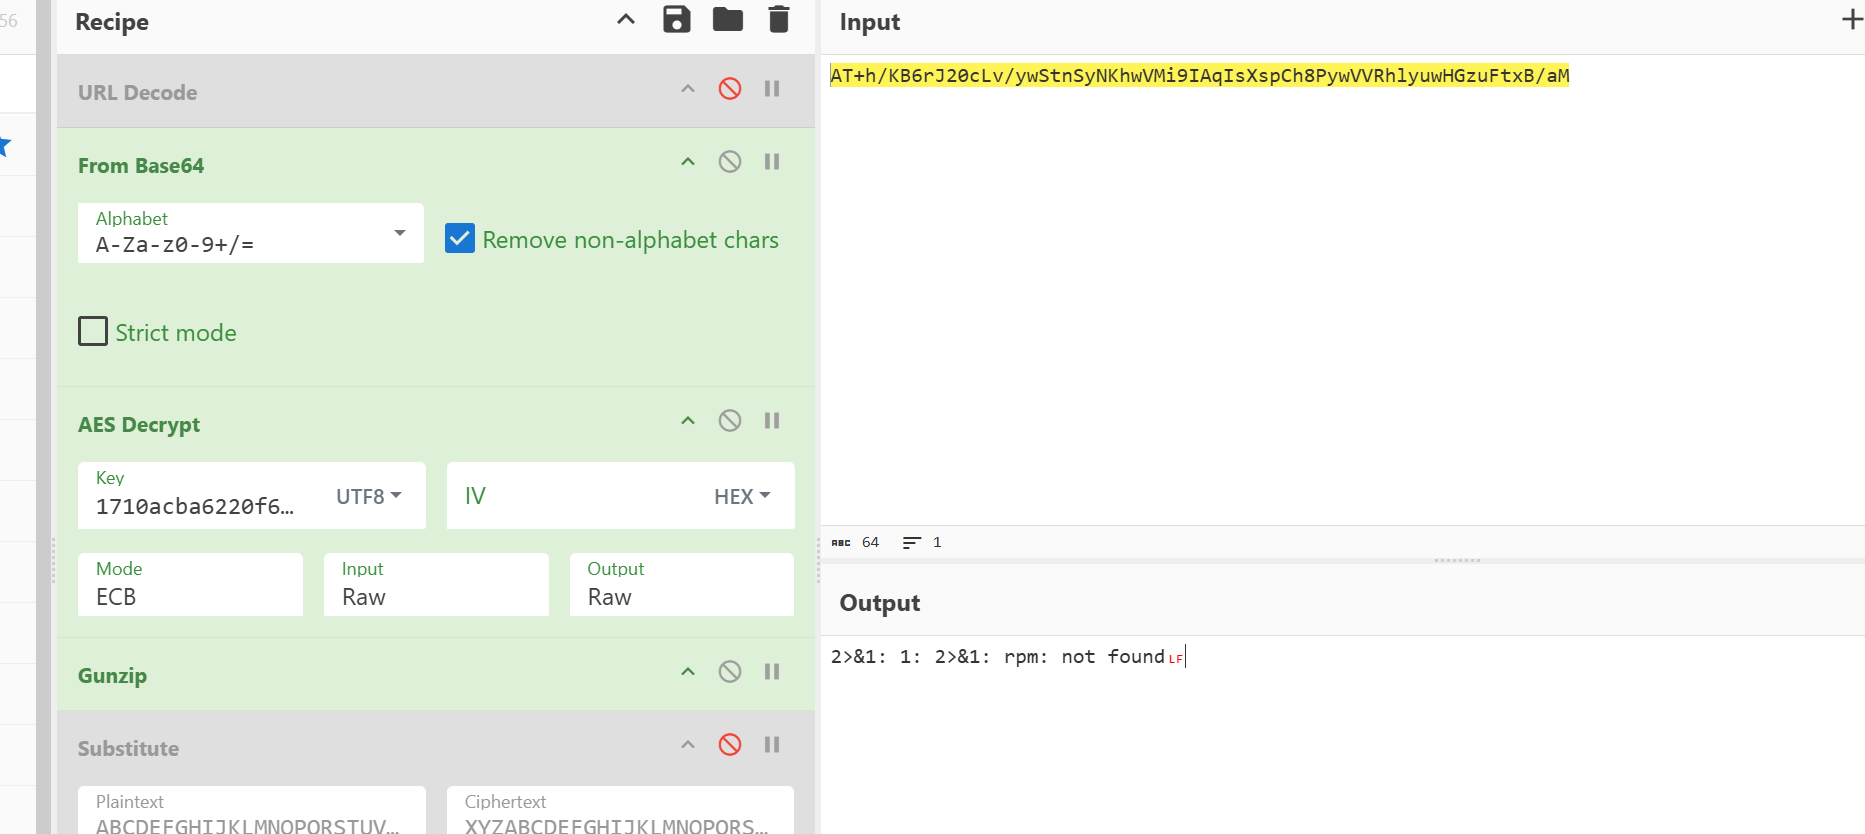 56
Recipe
URL Decode
From Base64
Alphabet
A-Za-z0-9+/=
Remove non-alphabet chars
Strict mode
AES Decrypt
Key
1710acba6220f6…
UTF8
IV
HEX
Mode
ECB
Input
Raw
Output
Raw
Gunzip
Substitute
Plaintext
ABCDEFGHIJKLMNOPQRSTUV…
Ciphertext
XYZABCDEFGHIJKLMNOPQRS…
Input
AT+h/KB6rJ20cLv/ywStnSyNKhwVMi9IAqIsXspCh8PywVVRhlyuwHGzuFtxB/aM
ABC 64 1
Output
2>&1: 1: 2>&1: rpm: not found LF